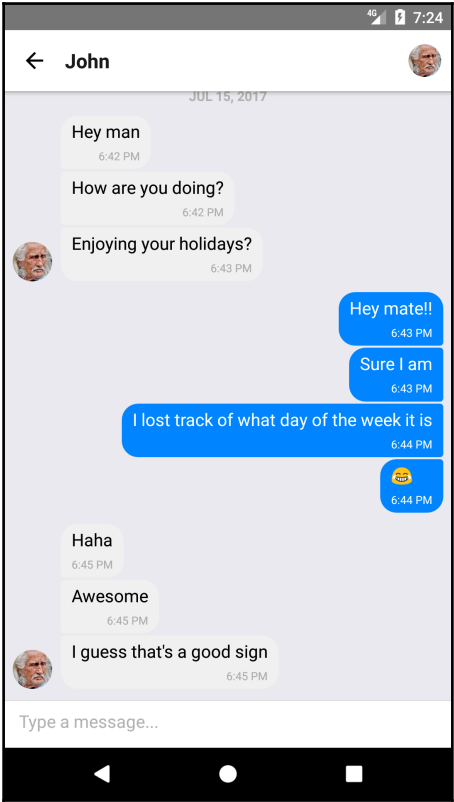 4G 7:24
John
JUL 15, 2017
Hey man
6:42 PM
How are you doing?
6:42 PM
Enjoying your holidays?
6:43 PM
Hey mate!!
6:43 PM
Sure I am
6:43 PM
I lost track of what day of the week it is
6:44 PM
😂
6:44 PM
Haha
6:45 PM
Awesome
6:45 PM
I guess that's a good sign
6:45 PM
Type a message...